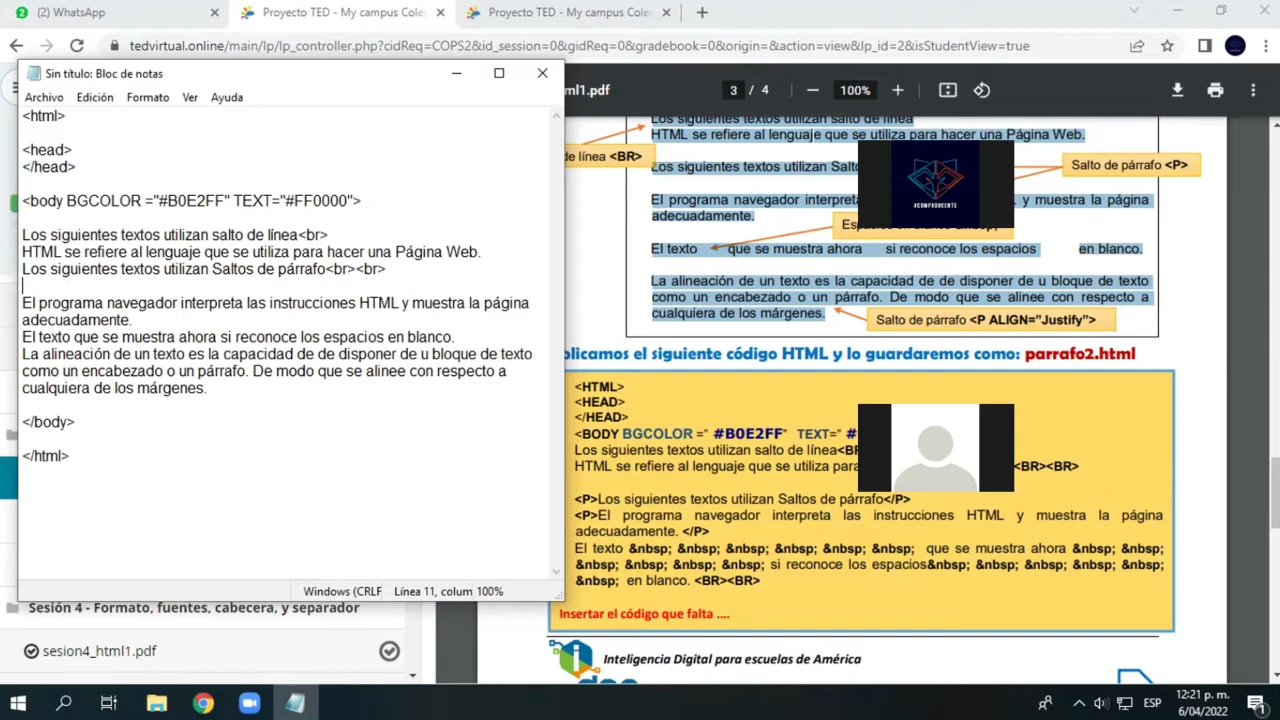 (2) WhatsApp
Proyecto TED - My campus Cole
Proyecto TED - My campus Cole
tedvirtual.online/main/lp/lp_controller.php?cidReq=COPS2&id_session=0&gidReq=0&gradebook=0&origin=&action=view&lp_id=2&isStudentView=true
Sin título: Bloc de notas
Archivo Edición Formato Ver Ayuda
<html>
<head>
</head>
<body BGCOLOR ="#B0E2FF" TEXT="#FF0000">
Los siguientes textos utilizan salto de línea<br>
HTML se refiere al lenguaje que se utiliza para hacer una Página Web.
Los siguientes textos utilizan Saltos de párrafo<br><br>
El programa navegador interpreta las instrucciones HTML y muestra la página
adecuadamente.
El texto que se muestra ahora si reconoce los espacios en blanco.
La alineación de un texto es la capacidad de de disponer de u bloque de texto
como un encabezado o un párrafo. De modo que se alinee con respecto a
cualquiera de los márgenes.
</body>
</html>
Windows (CRLF Línea 11, colum 100%
Sesión 4 - Formato, fuentes, cabecera, y separador
sesion4_html1.pdf
ml1.pdf
3 / 4
100%
Los siguientes textos utilizan salto de línea
HTML se refiere al lenguaje que se utiliza para hacer una Página Web.
de línea <BR>
Los siguientes textos utilizan Salto
Salto de párrafo <P>
El programa navegador interpreta y muestra la página
adecuadamente.
#COMPUDOCENTE
El texto que se muestra ahora si reconoce los espacios en blanco.
La alineación de un texto es la capacidad de de disponer de u bloque de texto
como un encabezado o un párrafo. De modo que se alinee con respecto a
cualquiera de los márgenes.
Salto de párrafo <P ALIGN="Justify">
plicamos el siguiente código HTML y lo guardaremos como: parrafo2.html
<HTML>
<HEAD>
</HEAD>
<BODY BGCOLOR =" #B0E2FF" TEXT=" #
Los siguientes textos utilizan salto de línea<BR
HTML se refiere al lenguaje que se utiliza para <BR><BR>
<P>Los siguientes textos utilizan Saltos de párrafo</P>
<P>El programa navegador interpreta las instrucciones HTML y muestra la página
adecuadamente. </P>
El texto &nbsp; &nbsp; &nbsp; &nbsp; &nbsp; &nbsp; que se muestra ahora &nbsp; &nbsp;
&nbsp; &nbsp; &nbsp; &nbsp; si reconoce los espacios&nbsp; &nbsp; &nbsp; &nbsp; &nbsp;
&nbsp; en blanco. <BR><BR>
Insertar el código que falta ....
Inteligencia Digital para escuelas de América
ESP
12:21 p. m.
6/04/2022